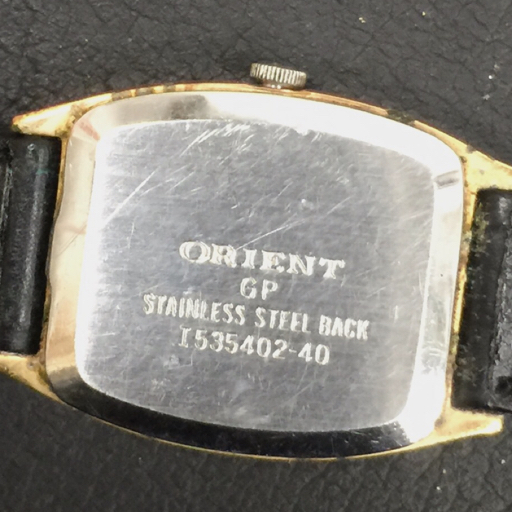 ORIENT
GP
STAINLESS STEEL BACK
I535402-40